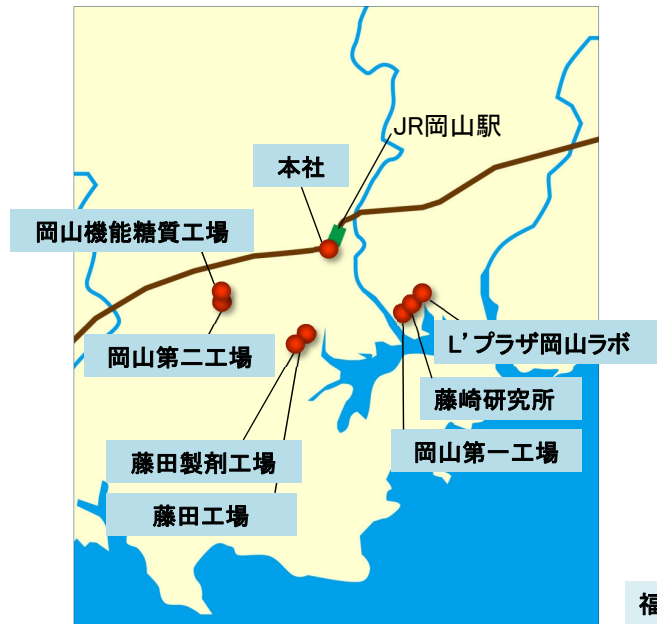 JR岡山駅
本社
岡山機能糖質工場
L’プラザ岡山ラボ
岡山第二工場
藤崎研究所
岡山第一工場
藤田製剤工場
藤田工場
福